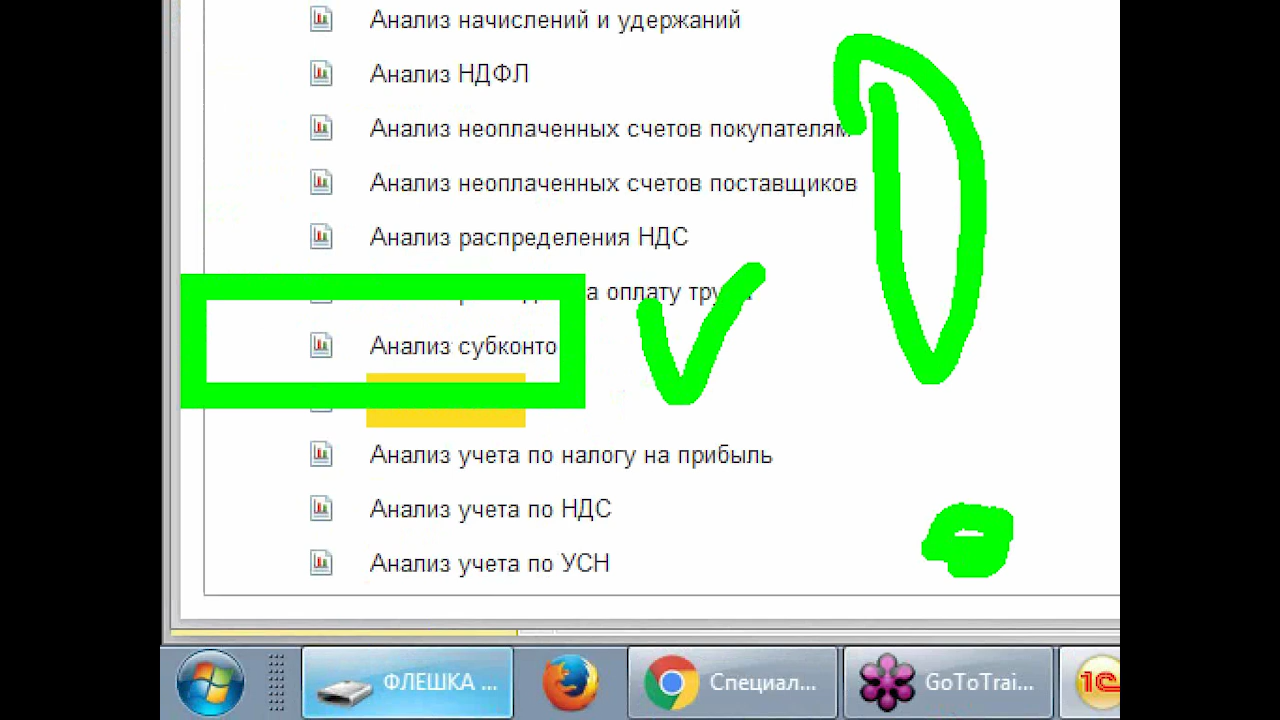 Анализ начислений и удержаний
Анализ НДФЛ
Анализ неоплаченных счетов покупателям
Анализ неоплаченных счетов поставщиков
Анализ распределения НДС
а оплату
Анализ субконто
Анализ учета по налогу на прибыль
Анализ учета по НДС
Анализ учета по УСН
ФЛЕШКА ... Специал... GoToTrai... 1С